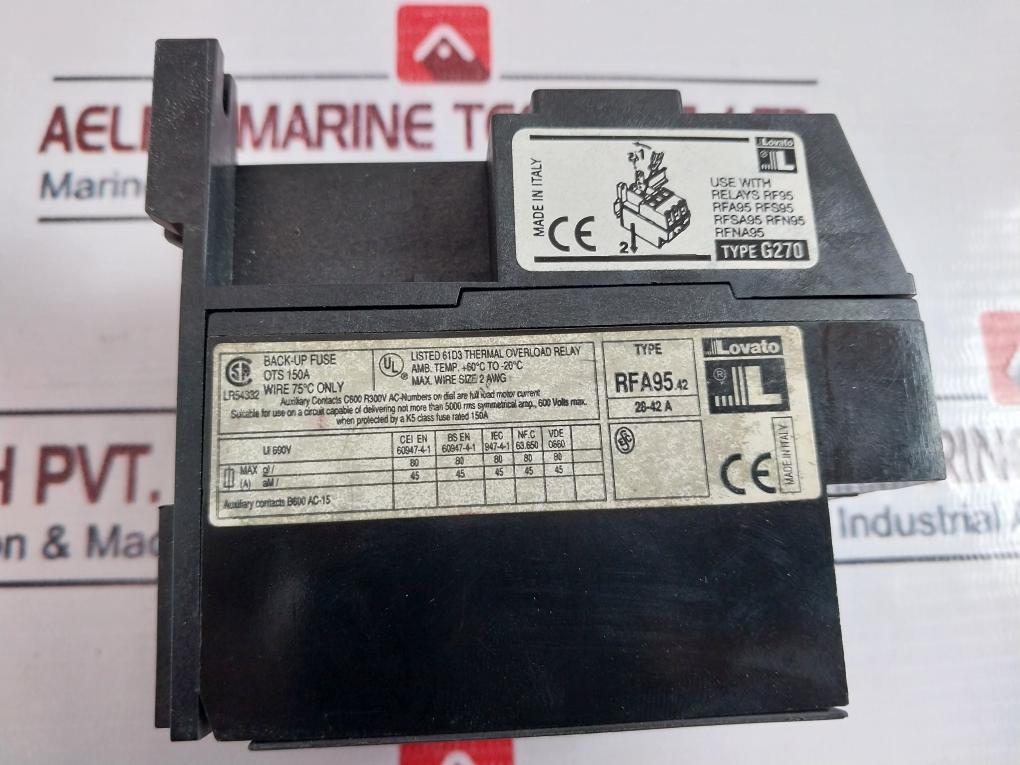 AEL MARINE TE
Marin
Lovato
®
L
MADE IN ITALY
CE
2
1
2
USE WITH
RELAYS RF95
RFA95 RFS95
RFSA95 RFN95
RFNA95
TYPE G270
BACK-UP FUSE
OTS 150A
LR54332 WIRE 75°C ONLY
UL ® LISTED 61D3 THERMAL OVERLOAD RELAY
AMB. TEMP. +60°C TO -20°C
MAX. WIRE SIZE 2 AWG
Auxiliary Contacts C600 R300V AC-Numbers on dial are full load motor current
Suitable for use on a circuit capable of delivering not more than 5000 rms symmetrical amp., 600 Volts max.
when protected by a K5 class fuse rated 150A
TYPE
RFA95.42
28-42 A
Lovato
®
L
Ui 690V
CEI EN 60947-4-1
BS EN 60947-4-1
IEC 947-4-1
NF.C 63.650
VDE 0660
MAX gI / 80 80 80 80 80
(A) aM / 45 45 45 45 45
Auxiliary contacts B600 AC-15
CE
MADE IN ITALY
H PVT.
on & Mac
ARINE
Industrial A